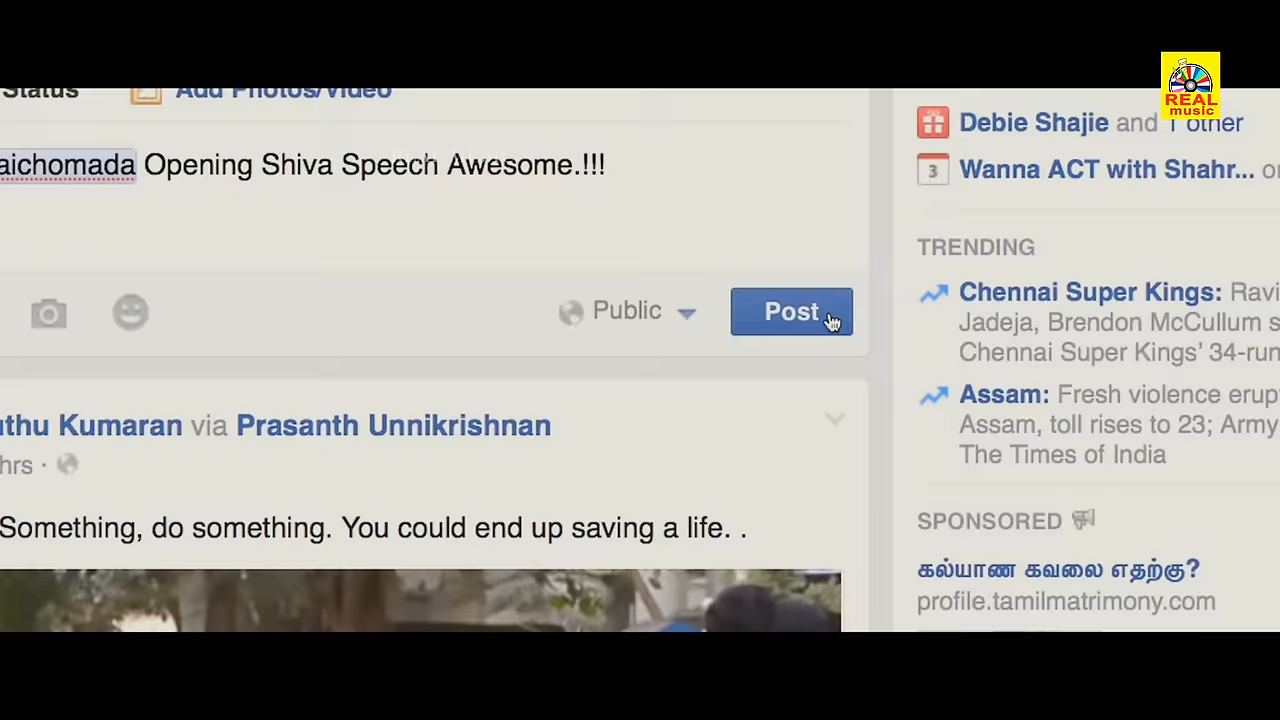 Status Add Photos/Video
aichomada Opening Shiva Speech Awesome.!!!
Public Post
uthu Kumaran via Prasanth Unnikrishnan
hrs ·
Something, do something. You could end up saving a life. .
REAL
music
Debie Shajie and 1 other
3 Wanna ACT with Shahr... on
TRENDING
Chennai Super Kings: Ravi
Jadeja, Brendon McCullum s
Chennai Super Kings' 34-run
Assam: Fresh violence erup
Assam, toll rises to 23; Army
The Times of India
SPONSORED
கல்யாண கவலை எதற்கு?
profile.tamilmatrimony.com